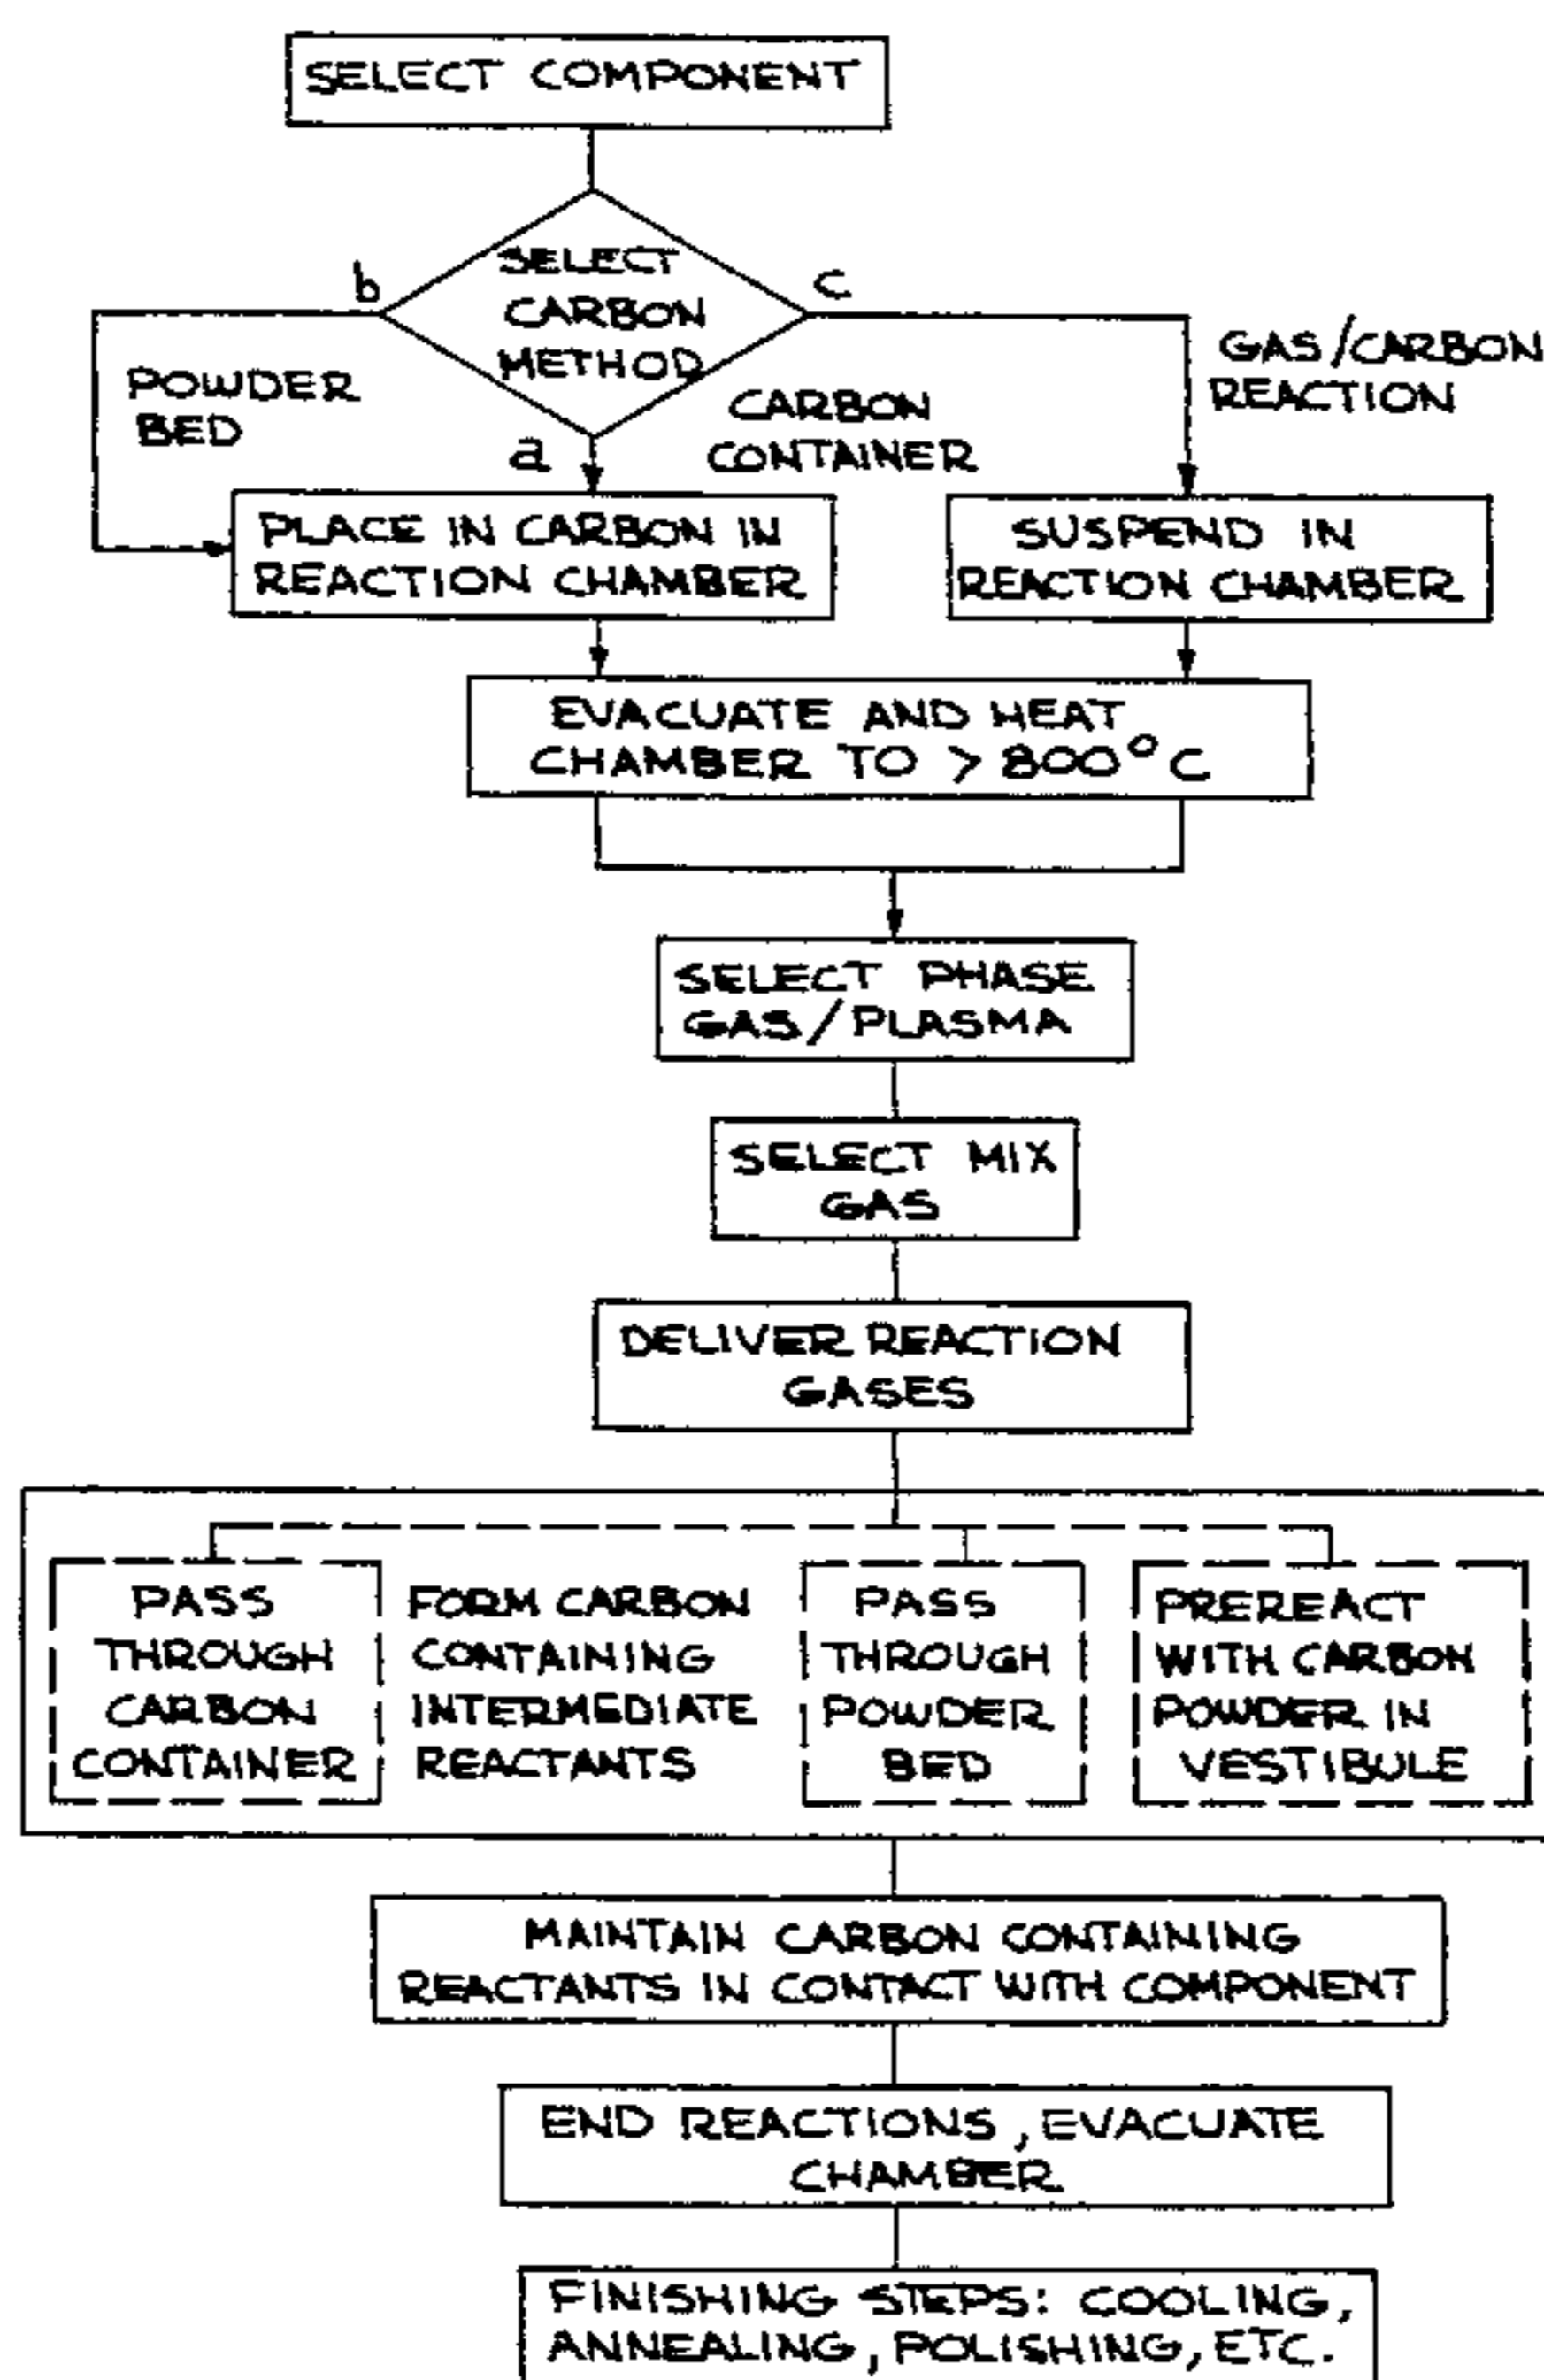 SELECT COMPONENT
SELECT
CARBON
METHOD
b
c
a
POWDER
BED
CARBON
CONTAINER
GAS/CARBON
REACTION
PLACE IN CARBON IN
REACTION CHAMBER
SUSPEND IN
REACTION CHAMBER
EVACUATE AND HEAT
CHAMBER TO > 800°C
SELECT PHASE
GAS/PLASMA
SELECT MIX
GAS
DELIVER REACTION
GASES
PASS
THROUGH
CARBON
CONTAINER
FORM CARBON
CONTAINING
INTERMEDIATE
REACTANTS
PASS
THROUGH
POWDER
BED
PREREACT
WITH CARBON
POWDER IN
VESTIBULE
MAINTAIN CARBON CONTAINING
REACTANTS IN CONTACT WITH COMPONENT
END REACTIONS, EVACUATE
CHAMBER
FINISHING STEPS: COOLING,
ANNEALING, POLISHING, ETC.